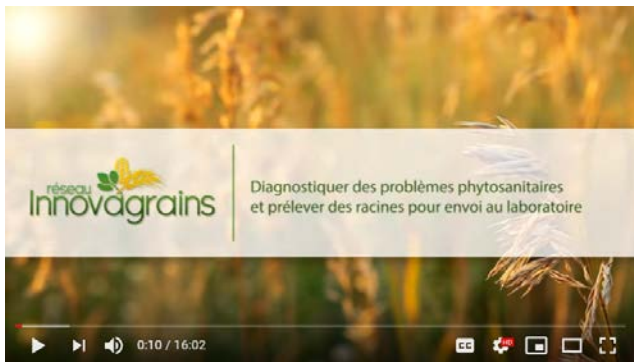 réseau
Innovagrains
Diagnostiquer des problèmes phytosanitaires
et prélever des racines pour envoi au laboratoire
0:10 / 16:02
CC
HD